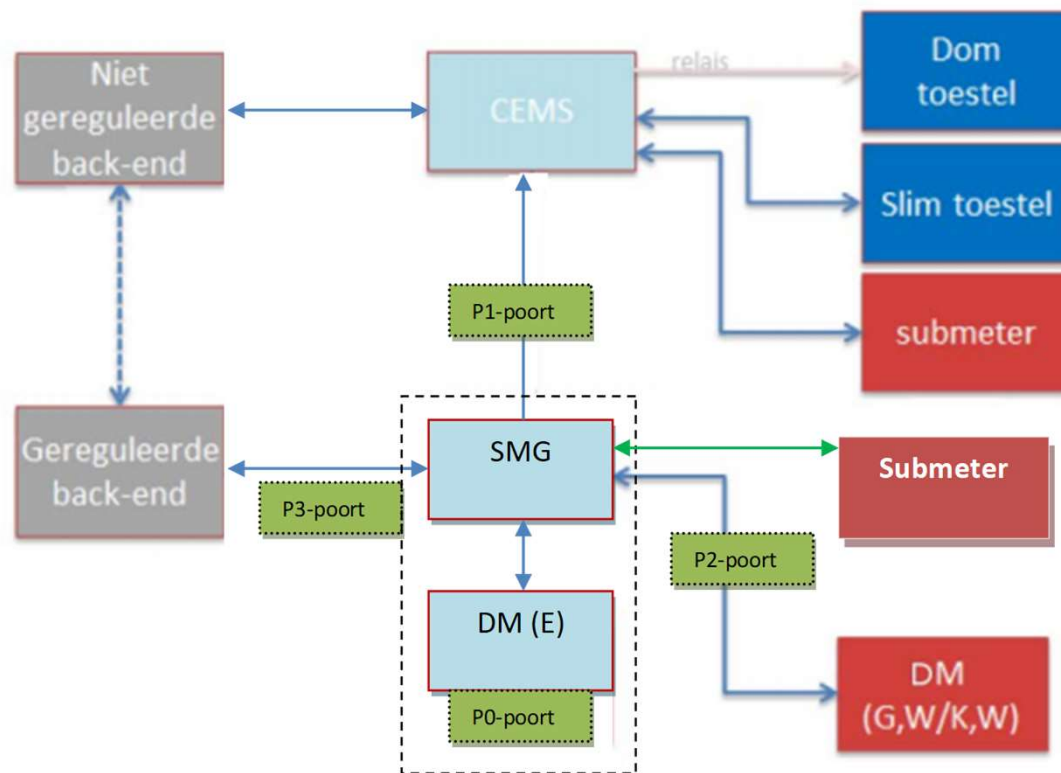 Niet
gereguleerde
back-end
CEMS
relais
Dom
toestel
Slim toestel
submeter
P1-poort
Gereguleerde
back-end
P3-poort
SMG
Submeter
P2-poort
DM (E)
P0-poort
DM
(G,W/K,W)